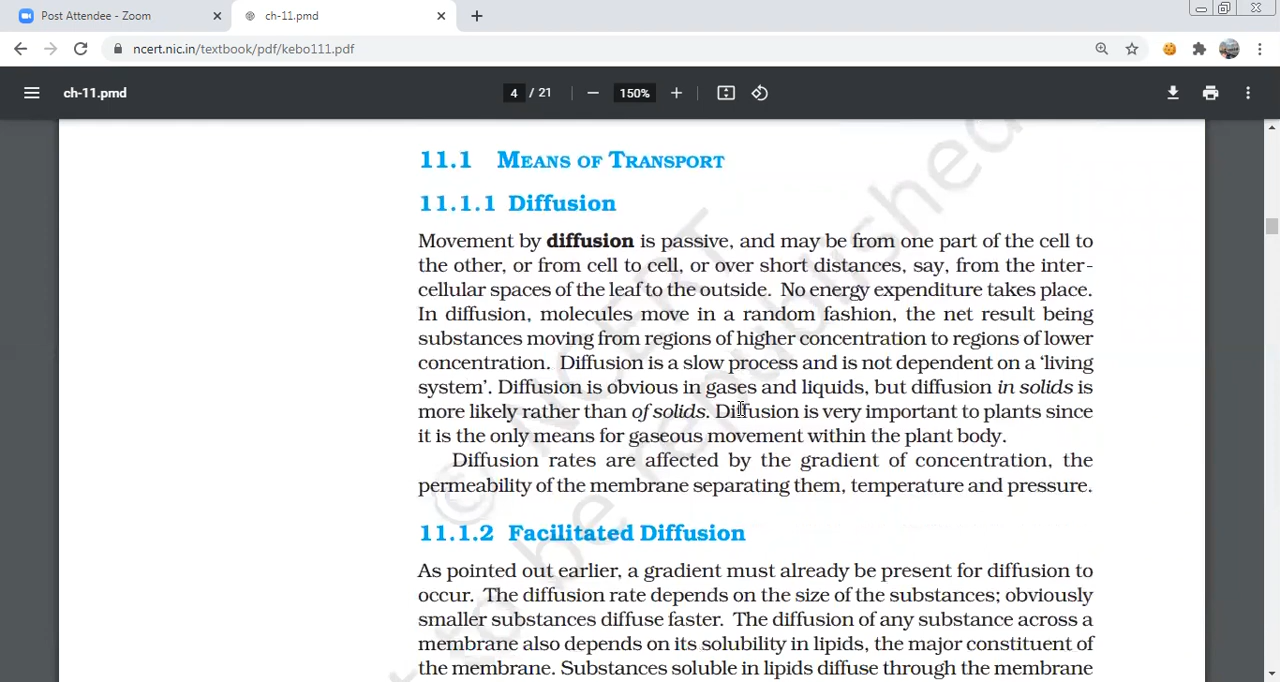 Post Attendee - Zoom
ch-11.pmd
ncert.nic.in/textbook/pdf/kebo111.pdf
ch-11.pmd
4 / 21
150%
11.1 MEANS OF TRANSPORT
11.1.1 Diffusion
Movement by diffusion is passive, and may be from one part of the cell to
the other, or from cell to cell, or over short distances, say, from the inter-
cellular spaces of the leaf to the outside. No energy expenditure takes place.
In diffusion, molecules move in a random fashion, the net result being
substances moving from regions of higher concentration to regions of lower
concentration. Diffusion is a slow process and is not dependent on a ‘living
system’. Diffusion is obvious in gases and liquids, but diffusion in solids is
more likely rather than of solids. Diffusion is very important to plants since
it is the only means for gaseous movement within the plant body.
Diffusion rates are affected by the gradient of concentration, the
permeability of the membrane separating them, temperature and pressure.
11.1.2 Facilitated Diffusion
As pointed out earlier, a gradient must already be present for diffusion to
occur. The diffusion rate depends on the size of the substances; obviously
smaller substances diffuse faster. The diffusion of any substance across a
membrane also depends on its solubility in lipids, the major constituent of
the membrane. Substances soluble in lipids diffuse through the membrane
© NCERT
to be republished